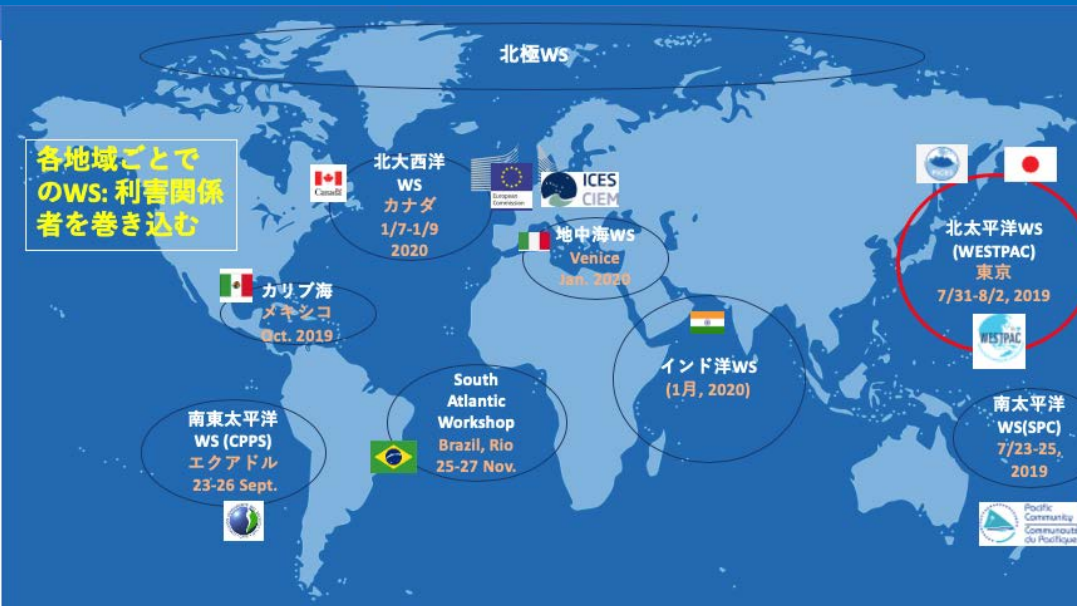 北極WS
各地域ごとで
のWS: 利害関係
者を巻き込む
北大西洋
WS
カナダ
1/7-1/9
2020
Canada
European
Commission
ICES
CIEM
地中海WS
Venice
Jan. 2020
PICES
北太平洋WS
(WESTPAC)
東京
7/31-8/2, 2019
WESTPAC
カリブ海
メキシコ
Oct. 2019
インド洋WS
(1月, 2020)
South
Atlantic
Workshop
Brazil, Rio
25-27 Nov.
南東太平洋
WS (CPPS)
エクアドル
23-26 Sept.
南太平洋
WS(SPC)
7/23-25,
2019
Pacific
Community
Communauté
du Pacifique